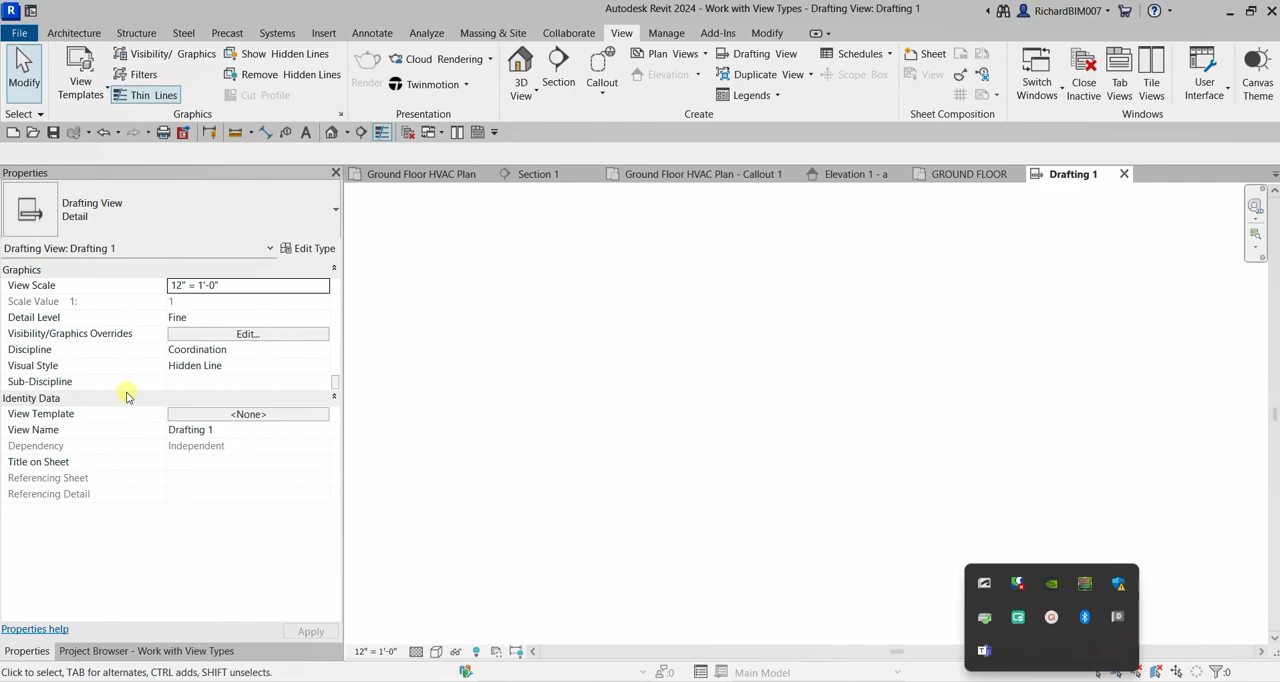 Autodesk Revit 2024 - Work with View Types - Drafting View: Drafting 1
RichardBIM007
File Architecture Structure Steel Precast Systems Insert Annotate Analyze Massing & Site Collaborate View Manage Add-Ins Modify
Modify
View Templates
Visibility/ Graphics
Filters
Thin Lines
Show Hidden Lines
Remove Hidden Lines
Cut Profile
Render
Cloud Rendering
Twinmotion
3D View
Section
Callout
Plan Views
Elevation
Drafting View
Duplicate View
Legends
Schedules
Scope Box
Sheet
View
Switch Windows
Close Inactive
Tab Views
Tile Views
User Interface
Canvas Theme
Select Graphics Presentation Create Sheet Composition Windows
Properties
Ground Floor HVAC Plan Section 1 Ground Floor HVAC Plan - Callout 1 Elevation 1 - a GROUND FLOOR Drafting 1
Drafting View
Detail
Drafting View: Drafting 1 Edit Type
Graphics
View Scale 12" = 1'-0"
Scale Value 1: 1
Detail Level Fine
Visibility/Graphics Overrides Edit...
Discipline Coordination
Visual Style Hidden Line
Sub-Discipline
Identity Data
View Template <None>
View Name Drafting 1
Dependency Independent
Title on Sheet
Referencing Sheet
Referencing Detail
Properties help Apply
Properties Project Browser - Work with View Types
12" = 1'-0"
Click to select, TAB for alternates, CTRL adds, SHIFT unselects.
:0
Main Model
:0